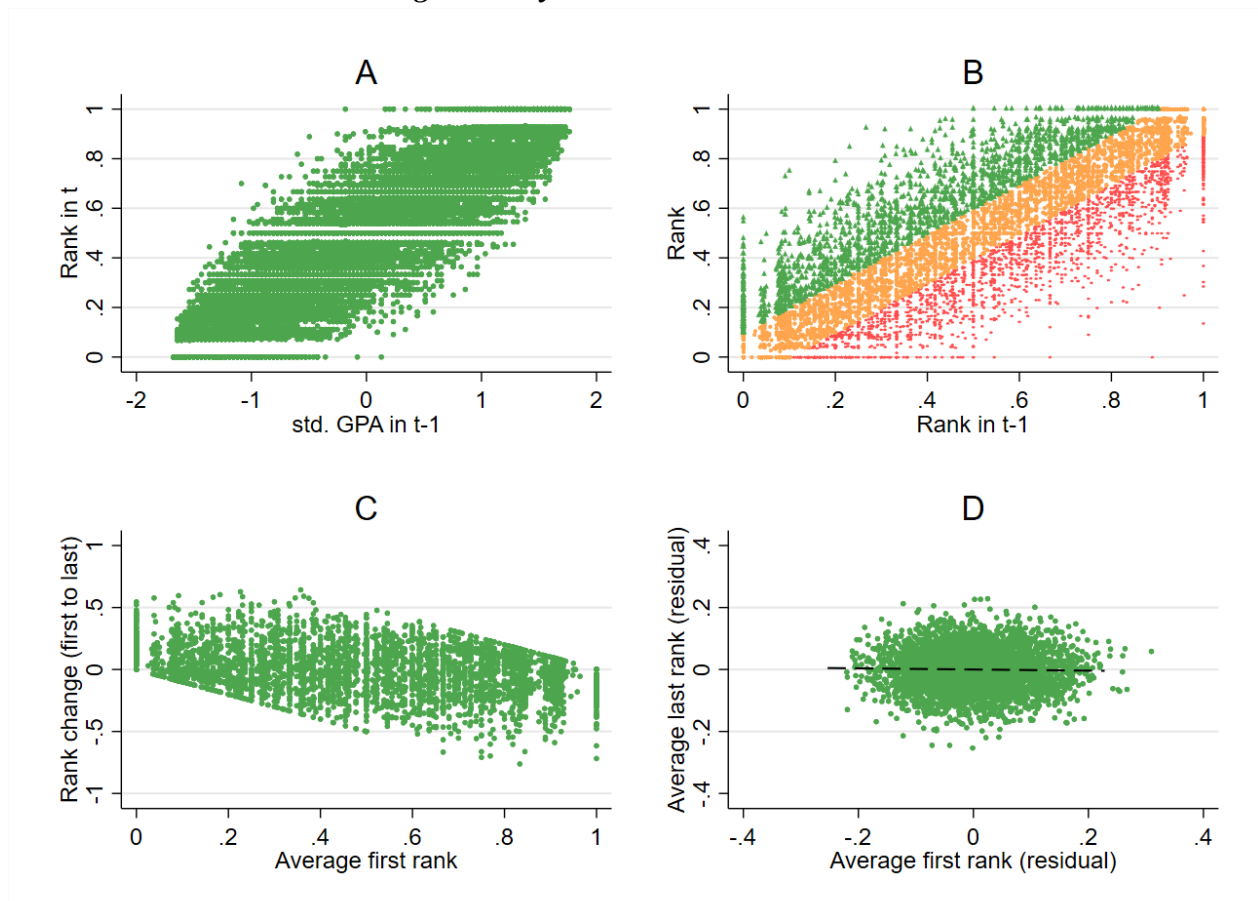 A
Rank in t
1
.8
.6
.4
.2
0
-2 -1 0 1 2
std. GPA in t-1
B
Rank
1
.8
.6
.4
.2
0
0 .2 .4 .6 .8 1
Rank in t-1
C
Rank change (first to last)
1
.5
0
-.5
-1
0 .2 .4 .6 .8 1
Average first rank
D
Average last rank (residual)
.4
.2
0
-.2
-.4
-.4 -.2 0 .2 .4
Average first rank (residual)